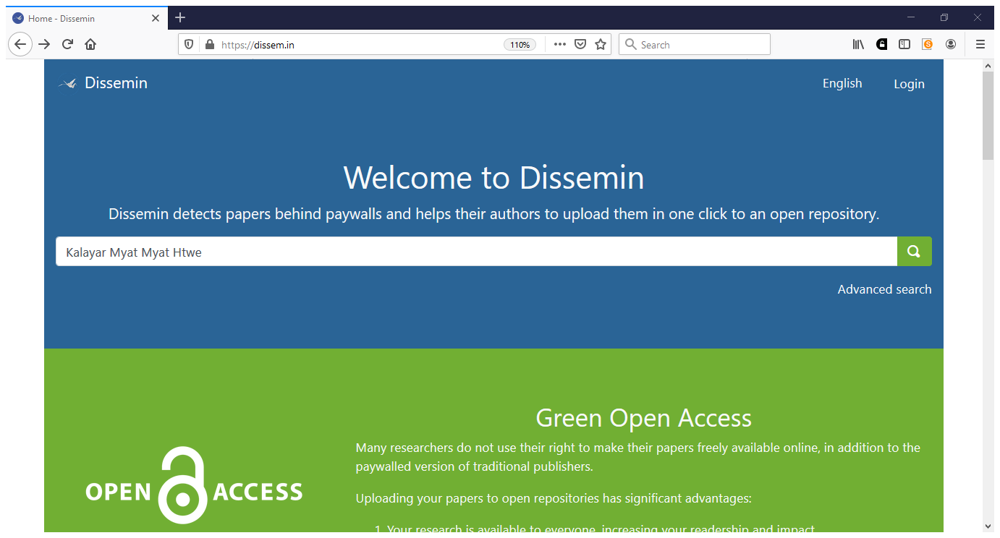 Home - Dissemin
https://dissem.in
110%
Search
Dissemin
English
Login
Welcome to Dissemin
Dissemin detects papers behind paywalls and helps their authors to upload them in one click to an open repository.
Kalayar Myat Myat Htwe
Advanced search
Green Open Access
Many researchers do not use their right to make their papers freely available online, in addition to the
paywalled version of traditional publishers.
OPEN ACCESS
Uploading your papers to open repositories has significant advantages:
1. Your research is available to everyone, increasing your readership and impact.